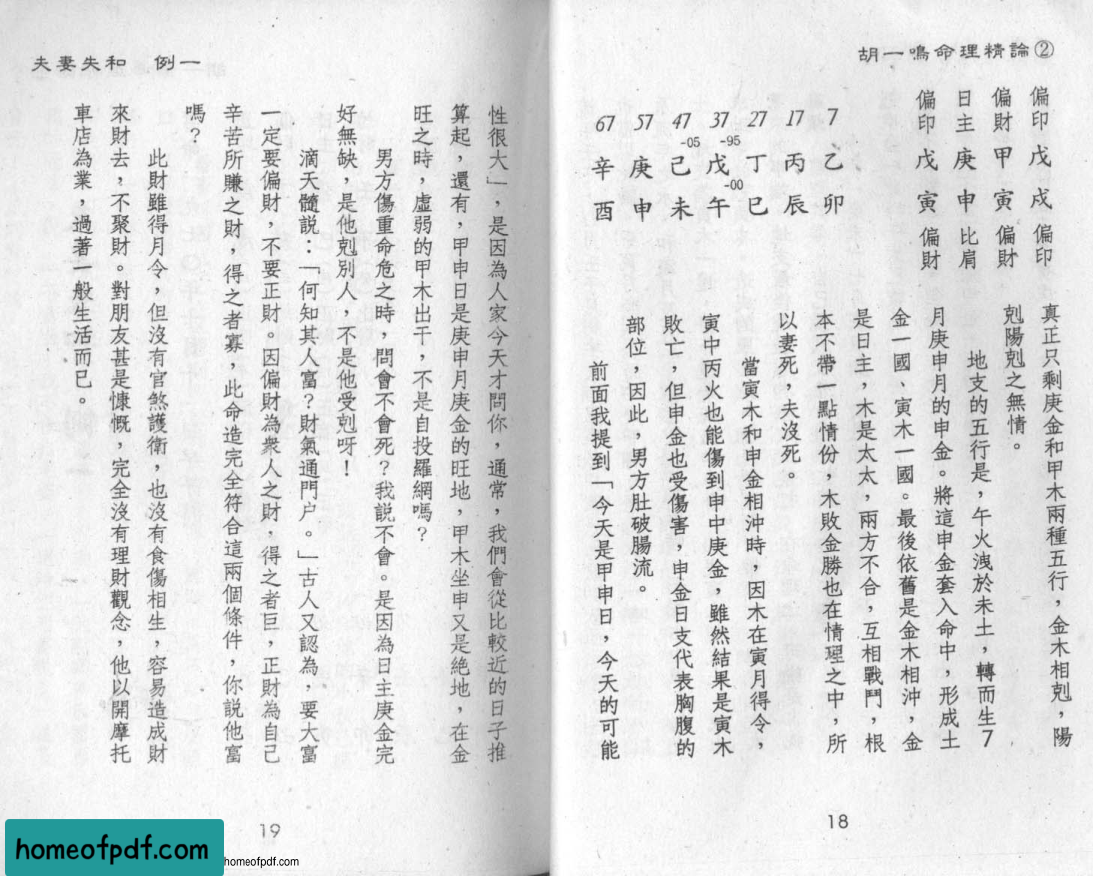 胡一鳴命理精論②
偏印 戊 戌 偏印
偏財 甲 寅 偏財
日主 庚 申 比肩
偏印 戊 寅 偏財
7 乙卯
17 丙辰
27 丁巳
37 戊午
-95
-00
47 己未
-05
57 庚申
67 辛酉
真正只剩庚金和甲木兩種五行，金木相剋，陽
剋陽剋之無情。
地支的五行是，午火洩於未土，轉而生7
月庚申月的申金。將這申金套入命中，形成土
金一國、寅木一國。最後依舊是金木相沖，金
是日主，木是太太，兩方不合，互相戰鬥，根
本不帶一點情份，木敗金勝也在情理之中，所
以妻死，夫沒死。
當寅木和申金相沖時，因木在寅月得令，
寅中丙火也能傷到申中庚金，雖然結果是寅木
敗亡，但申金也受傷害，申金日支代表胸腹的
部位，因此，男方肚破腸流。
前面我提到「今天是甲申日，今天的可能
18
夫妻失和 例一
性很大」，是因為人家今天才問你，通常，我們會從比較近的日子推
算起，還有，甲申日是庚申月庚金的旺地，甲木坐申又是絶地，在金
旺之時，虛弱的甲木出干，不是自投羅網嗎？
男方傷重命危之時，問會不會死？我說不會。是因為日主庚金完
好無缺，是他剋別人，不是他受剋呀！
滴天髓說：「何知其人富？財氣通門户。」古人又認為，要大富
一定要偏財，不要正財。因偏財為衆人之財，得之者巨，正財為自己
辛苦所賺之財，得之者寡，此命造完全符合這兩個條件，你說他富
嗎？
此財雖得月令，但沒有官煞護衛，也沒有食傷相生，容易造成財
來財去，不聚財。對朋友甚是慷慨，完全沒有理財觀念，他以開摩托
車店為業，過著一般生活而已。
19
homeofpdf.com
homeofpdf.com